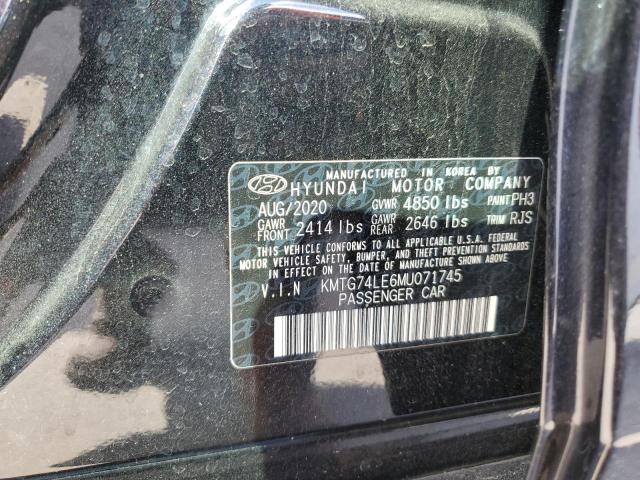 MANUFACTURED IN KOREA BY
HYUNDAI MOTOR COMPANY
AUG/2020 GVWR 4850 lbs PAINT PH3
GAWR FRONT 2414 lbs GAWR REAR 2646 lbs TRIM RJS
THIS VEHICLE CONFORMS TO ALL APPLICABLE U.S.A. FEDERAL
MOTOR VEHICLE SAFETY, BUMPER, AND THEFT PREVENTION STANDARDS
IN EFFECT ON THE DATE OF MANUFACTURE SHOWN ABOVE.
V.I.N KMTG74LE6MU071745
PASSENGER CAR